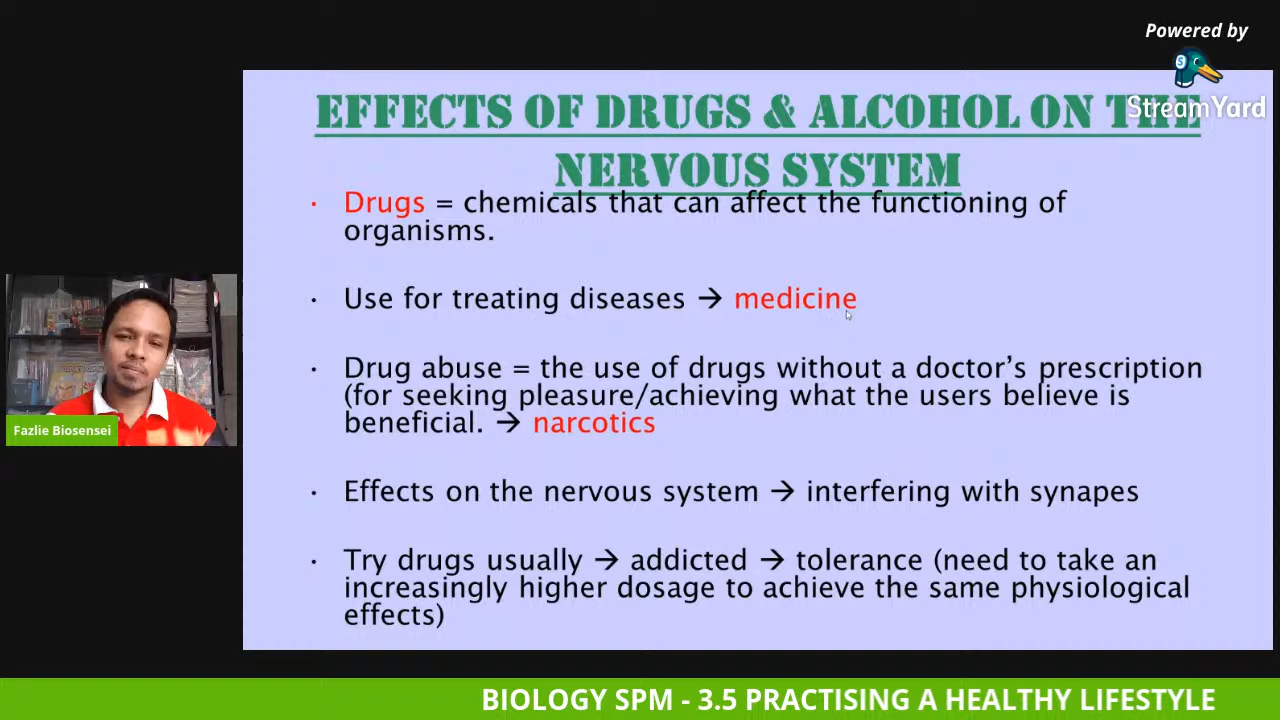 Powered by
StreamYard
EFFECTS OF DRUGS & ALCOHOL ON THE
NERVOUS SYSTEM
• Drugs = chemicals that can affect the functioning of
organisms.
• Use for treating diseases → medicine
• Drug abuse = the use of drugs without a doctor’s prescription
(for seeking pleasure/achieving what the users believe is
beneficial. → narcotics
• Effects on the nervous system → interfering with synapes
• Try drugs usually → addicted → tolerance (need to take an
increasingly higher dosage to achieve the same physiological
effects)
Fazlie Biosensei
BIOLOGY SPM - 3.5 PRACTISING A HEALTHY LIFESTYLE